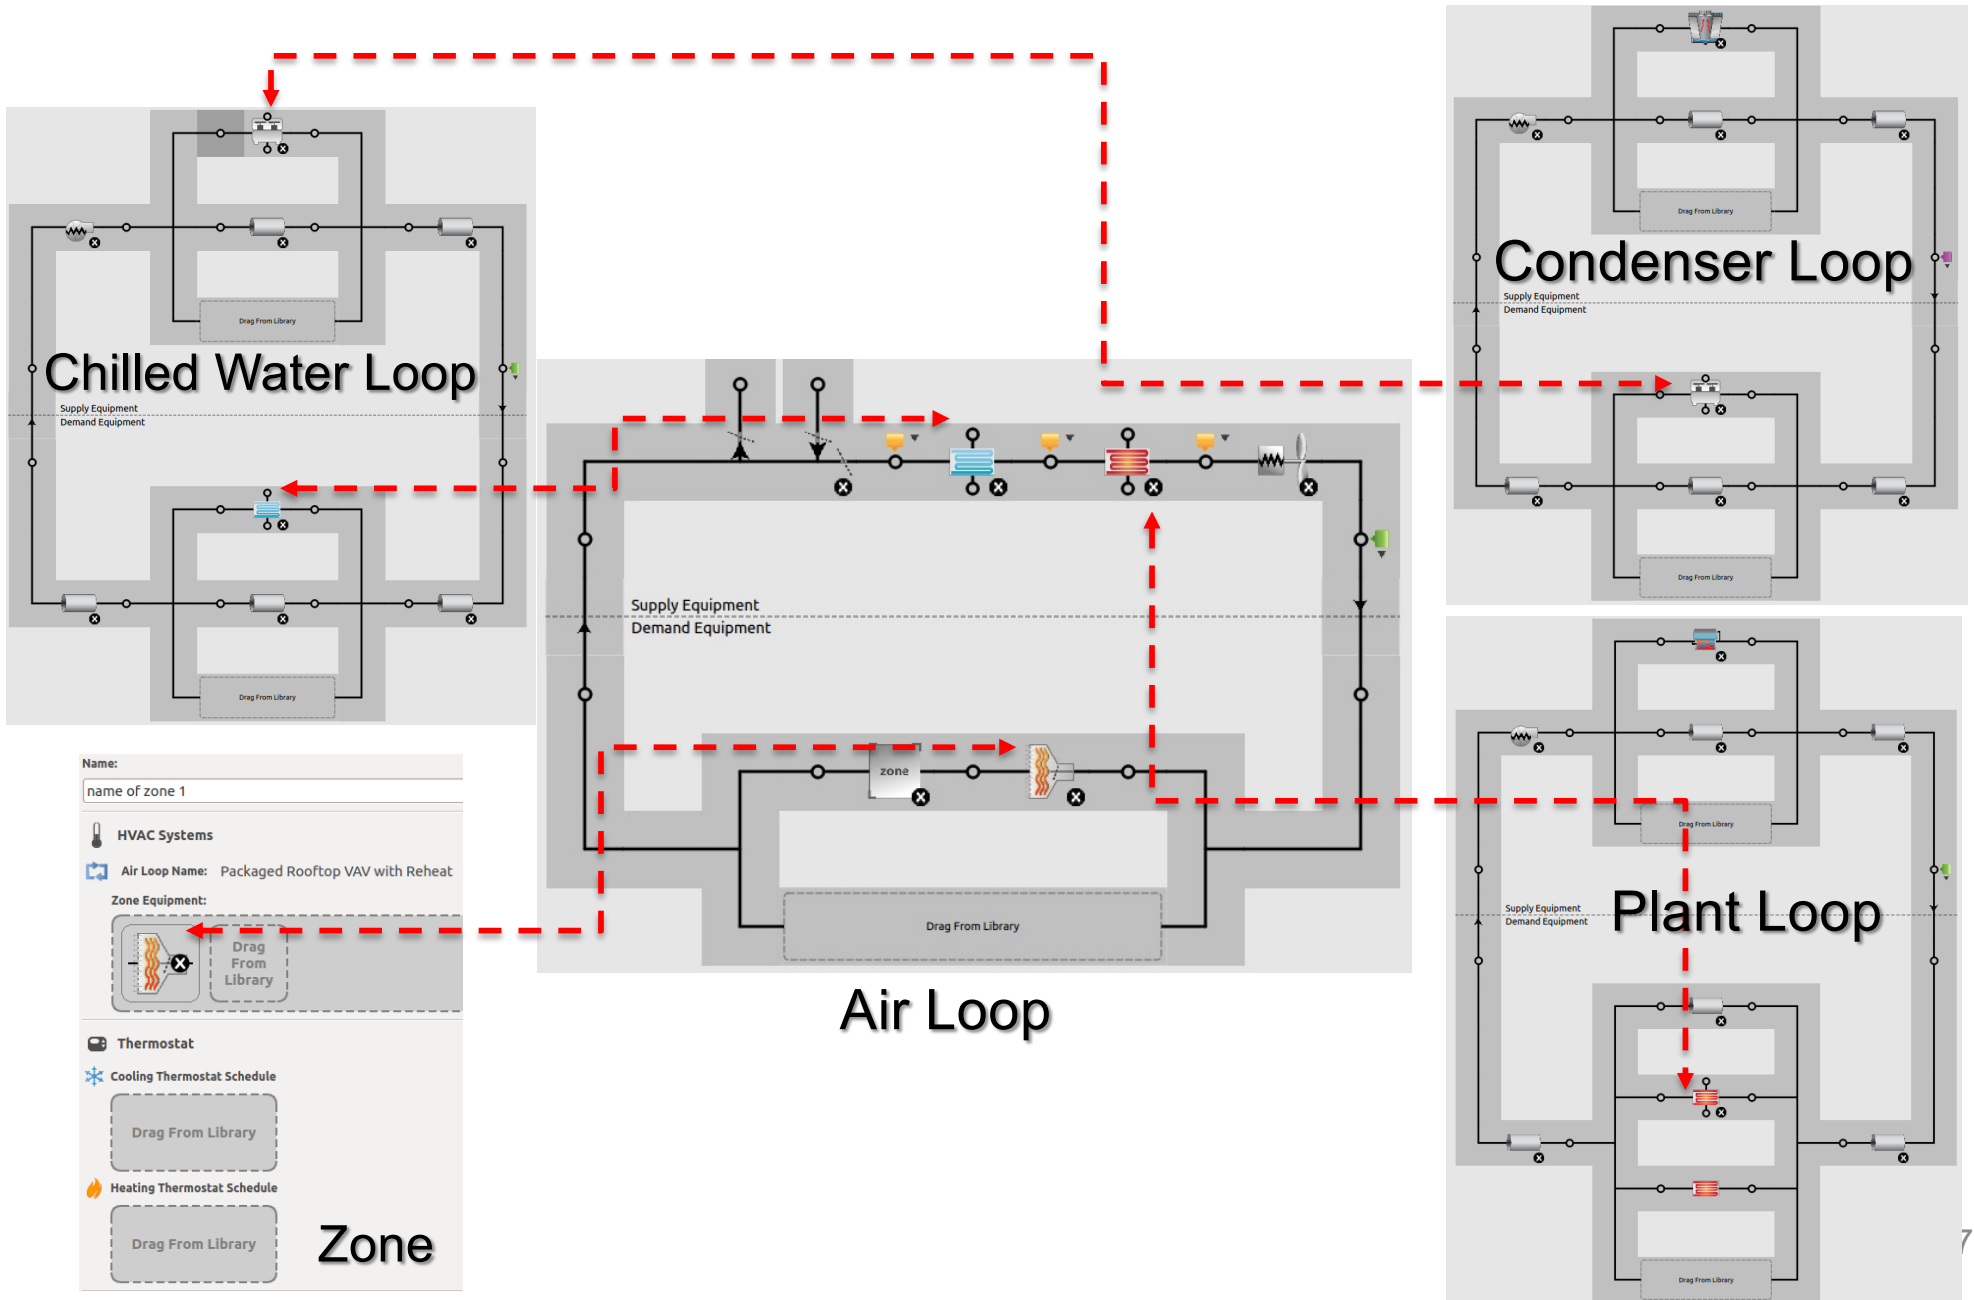 Drag From Library
Chilled Water Loop
Supply Equipment
Demand Equipment
Drag From Library
Drag From Library
Condenser Loop
Supply Equipment
Demand Equipment
Drag From Library
Supply Equipment
Demand Equipment
zone
Drag From Library
Air Loop
Name:
name of zone 1
HVAC Systems
Air Loop Name: Packaged Rooftop VAV with Reheat
Zone Equipment:
Drag
From
Library
Thermostat
Cooling Thermostat Schedule
Drag From Library
Heating Thermostat Schedule
Drag From Library
Zone
Drag From Library
Plant Loop
Supply Equipment
Demand Equipment
Drag From Library
7